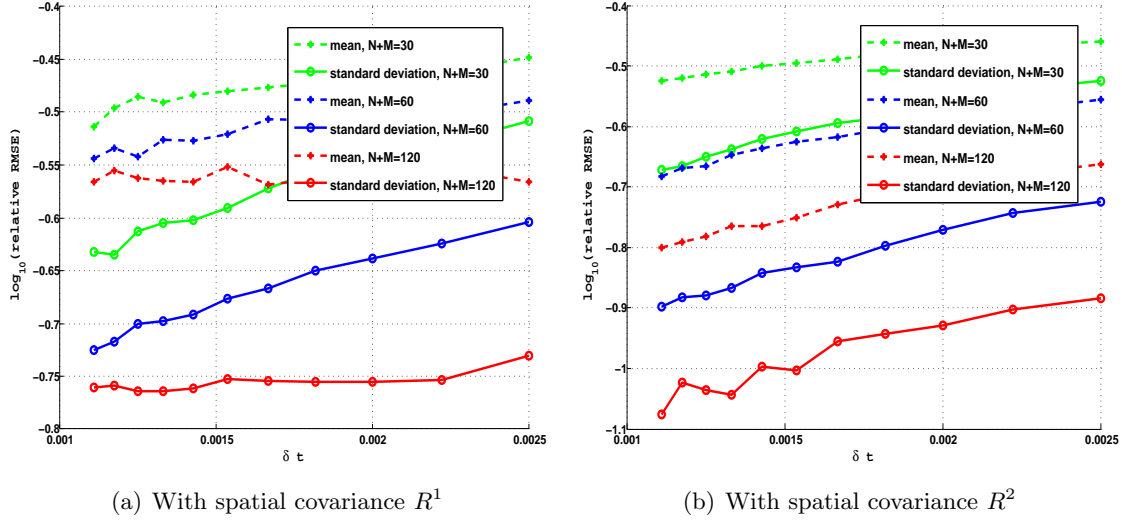 -0.4
-0.45
-0.5
-0.55
-0.6
-0.65
-0.7
-0.75
-0.8
log10(relative RMSE)
0.001
0.0015
0.002
0.0025
δ t
mean, N+M=30
standard deviation, N+M=30
mean, N+M=60
standard deviation, N+M=60
mean, N+M=120
standard deviation, N+M=120
(a) With spatial covariance R¹
-0.4
-0.5
-0.6
-0.7
-0.8
-0.9
-1
-1.1
log10(relative RMSE)
0.001
0.0015
0.002
0.0025
δ t
mean, N+M=30
standard deviation, N+M=30
mean, N+M=60
standard deviation, N+M=60
mean, N+M=120
standard deviation, N+M=120
(b) With spatial covariance R²